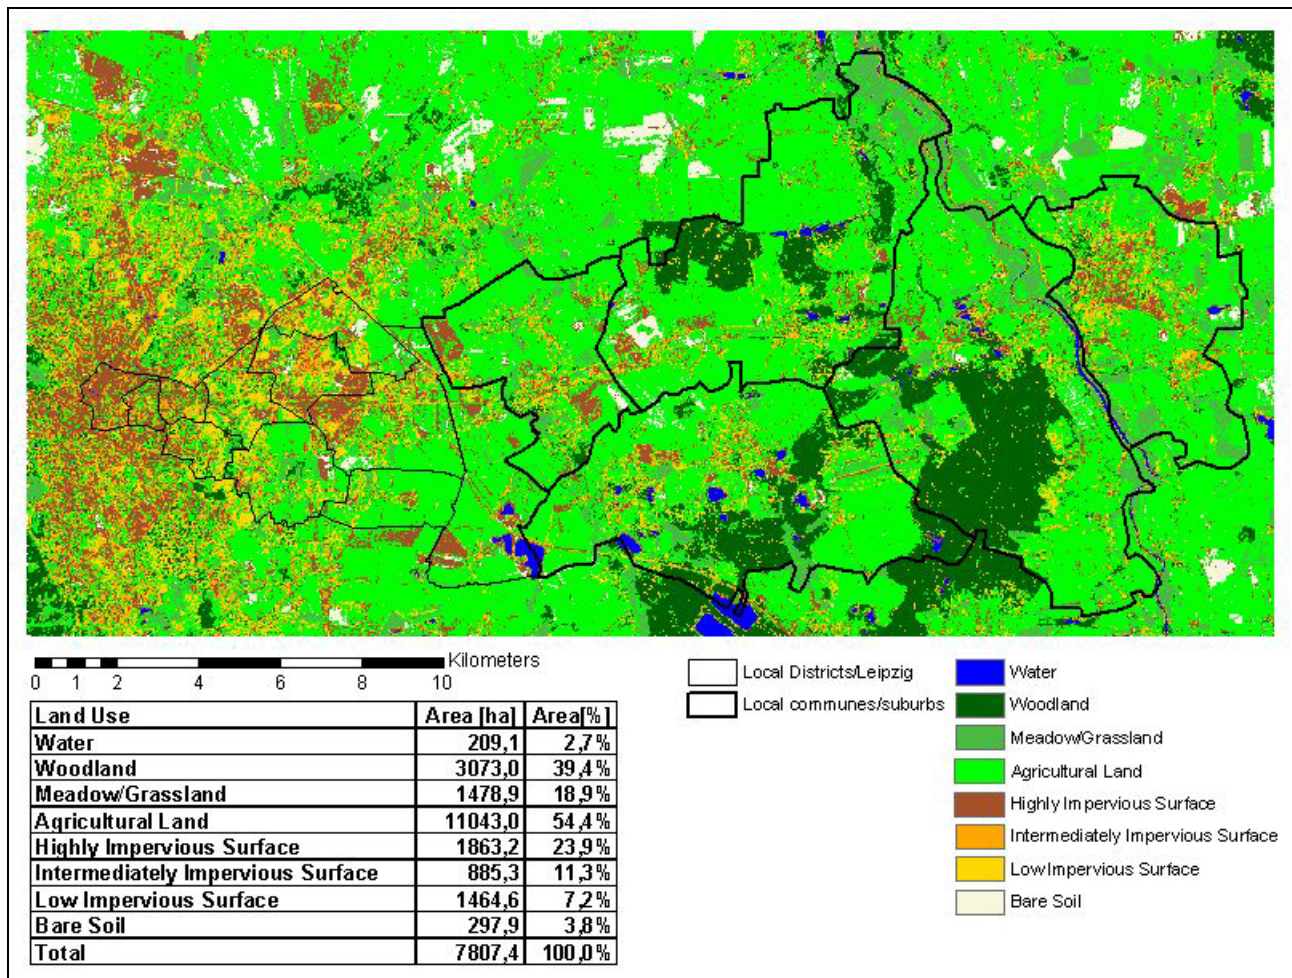 Kilometers
0 1 2 4 6 8 10
Local Districts/Leipzig
Local communes/suburbs
Water
Woodland
Meadow/Grassland
Agricultural Land
Highly Impervious Surface
Intermediately Impervious Surface
Low Impervious Surface
Bare Soil
Land Use Area [ha] Area[%]
Water 209,1 2,7%
Woodland 3073,0 39,4%
Meadow/Grassland 1478,9 18,9%
Agricultural Land 11043,0 54,4%
Highly Impervious Surface 1863,2 23,9%
Intermediately Impervious Surface 885,3 11,3%
Low Impervious Surface 1464,6 7,2%
Bare Soil 297,9 3,8%
Total 7807,4 100,0%